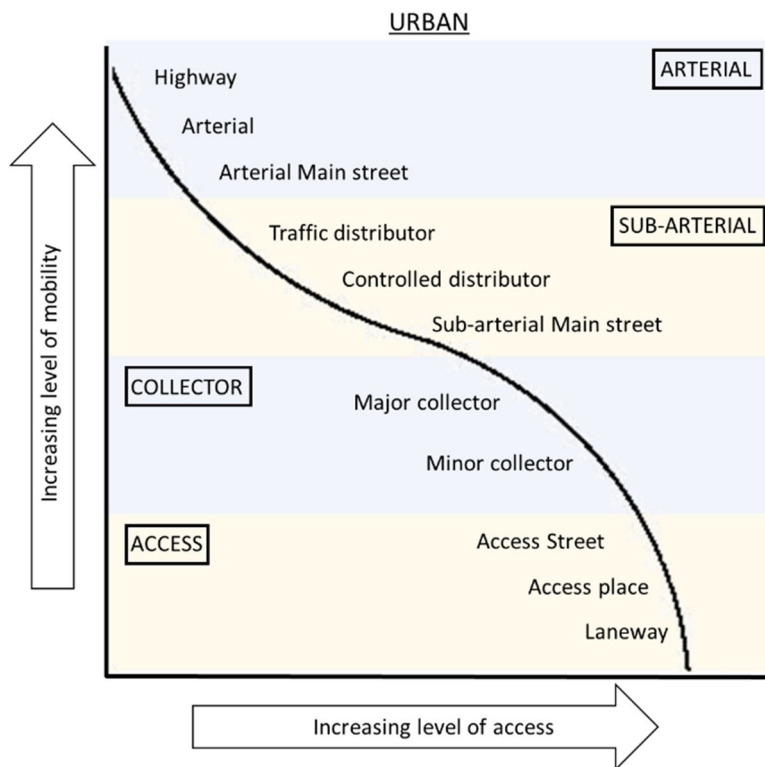 URBAN
ARTERIAL
Highway
Arterial
Arterial Main street
SUB-ARTERIAL
Traffic distributor
Controlled distributor
Sub-arterial Main street
COLLECTOR
Major collector
Minor collector
ACCESS
Access Street
Access place
Laneway
Increasing level of mobility
Increasing level of access